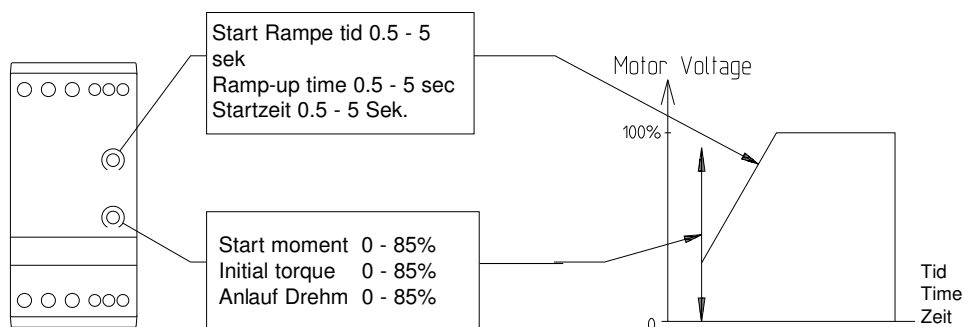 Start Rampe tid 0.5 - 5
sek
Ramp-up time 0.5 - 5 sec
Startzeit 0.5 - 5 Sek.
Motor Voltage
100%
Start moment 0 - 85%
Initial torque 0 - 85%
Anlauf Drehm 0 - 85%
Tid
Time
Zeit
0